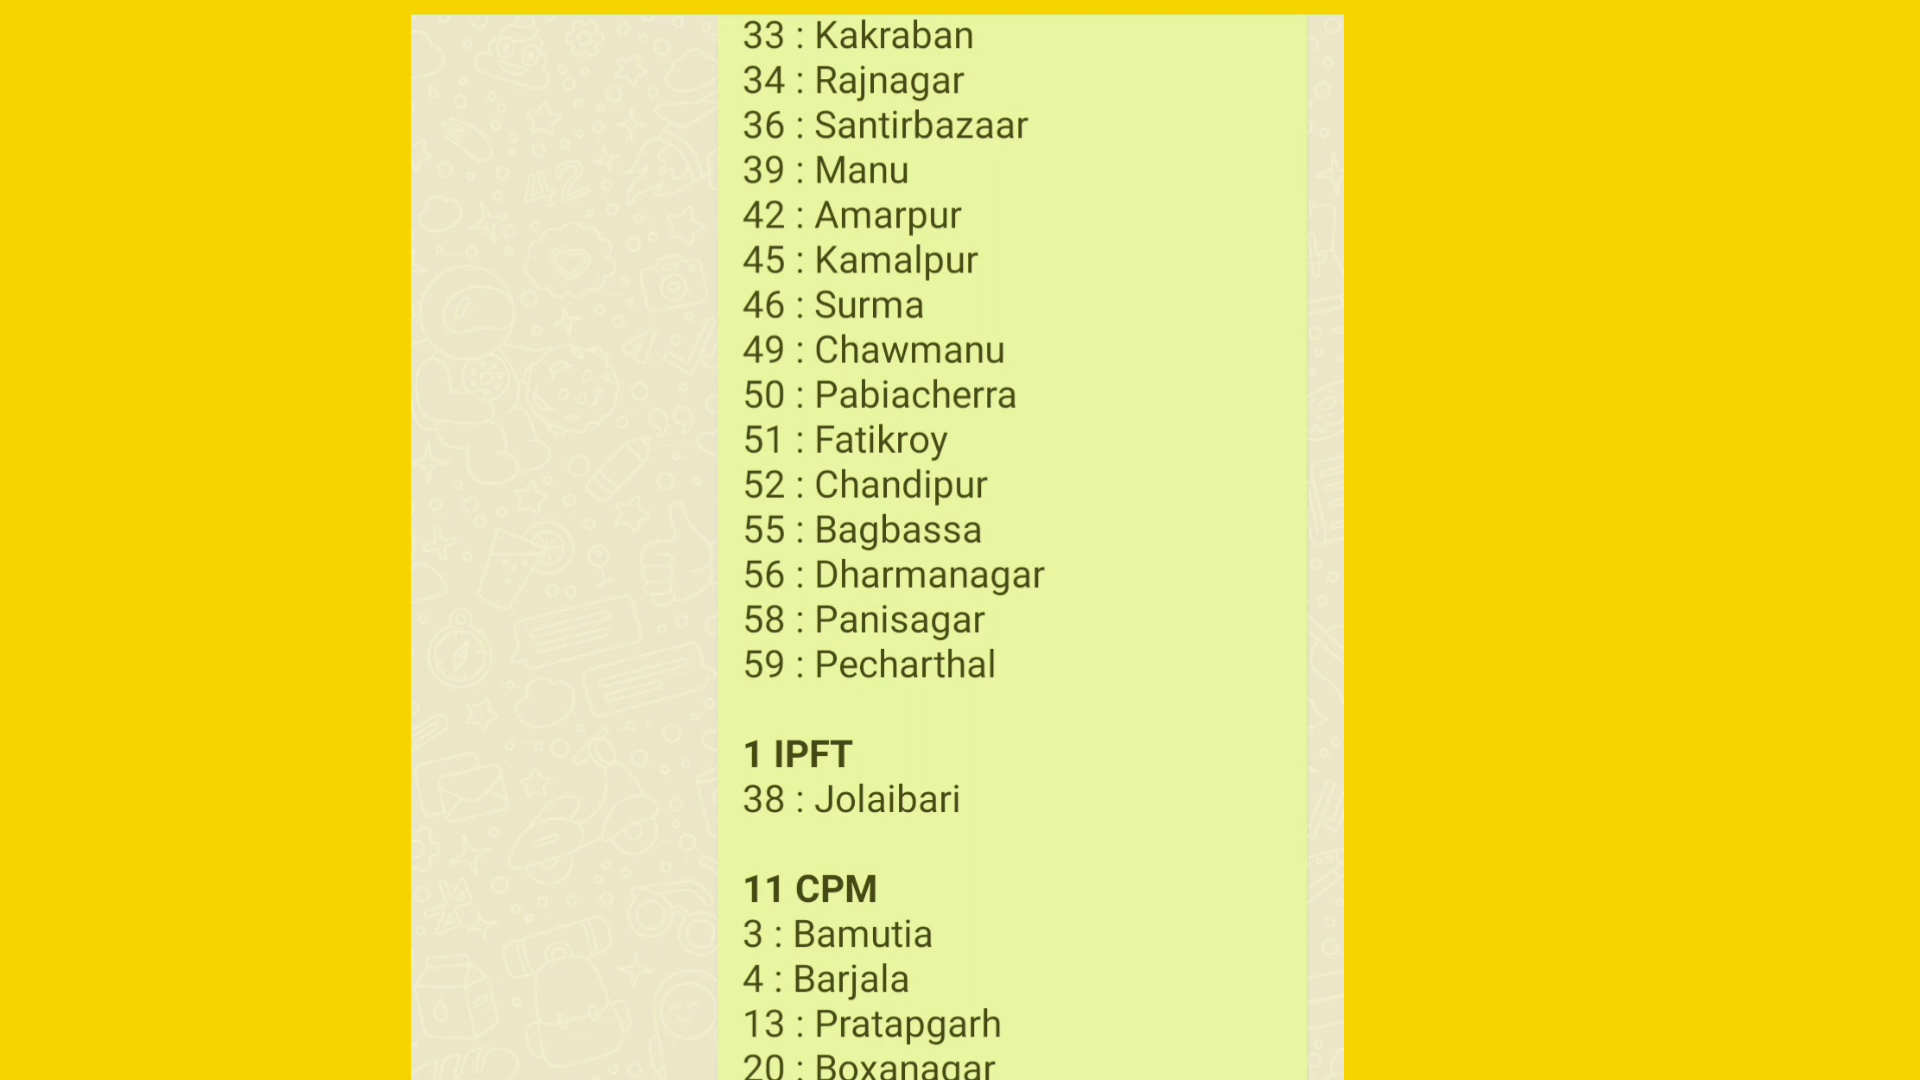 33 : Kakraban
34 : Rajnagar
36 : Santirbazaar
39 : Manu
42 : Amarpur
45 : Kamalpur
46 : Surma
49 : Chawmanu
50 : Pabiacherra
51 : Fatikroy
52 : Chandipur
55 : Bagbassa
56 : Dharmanagar
58 : Panisagar
59 : Pecharthal
1 IPFT
38 : Jolaibari
11 CPM
3 : Bamutia
4 : Barjala
13 : Pratapgarh
20 : Boxanagar